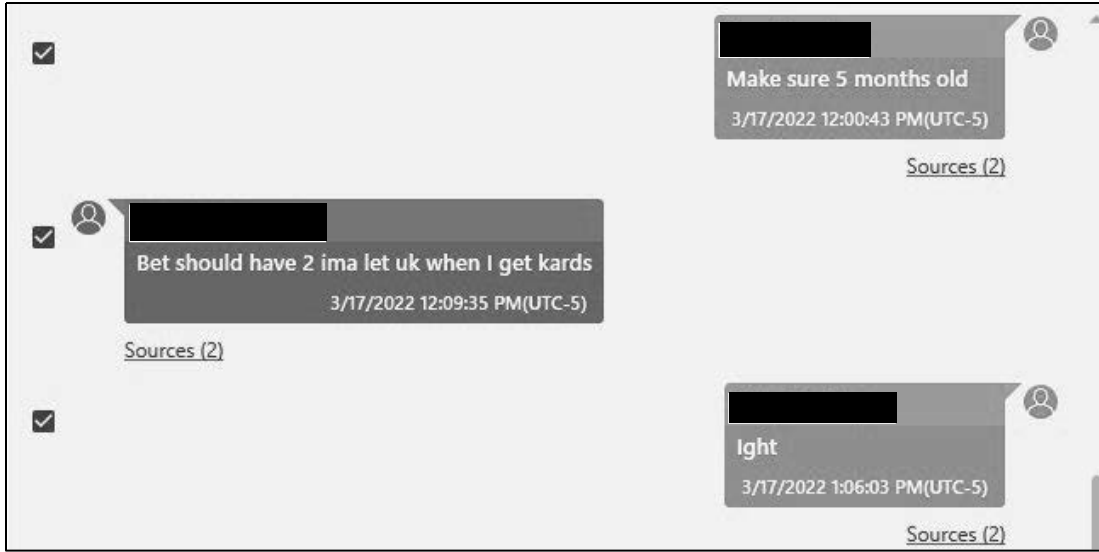 Make sure 5 months old
3/17/2022 12:00:43 PM(UTC-5)
Sources (2)
Bet should have 2 ima let uk when I get kards
3/17/2022 12:09:35 PM(UTC-5)
Sources (2)
Ight
3/17/2022 1:06:03 PM(UTC-5)
Sources (2)